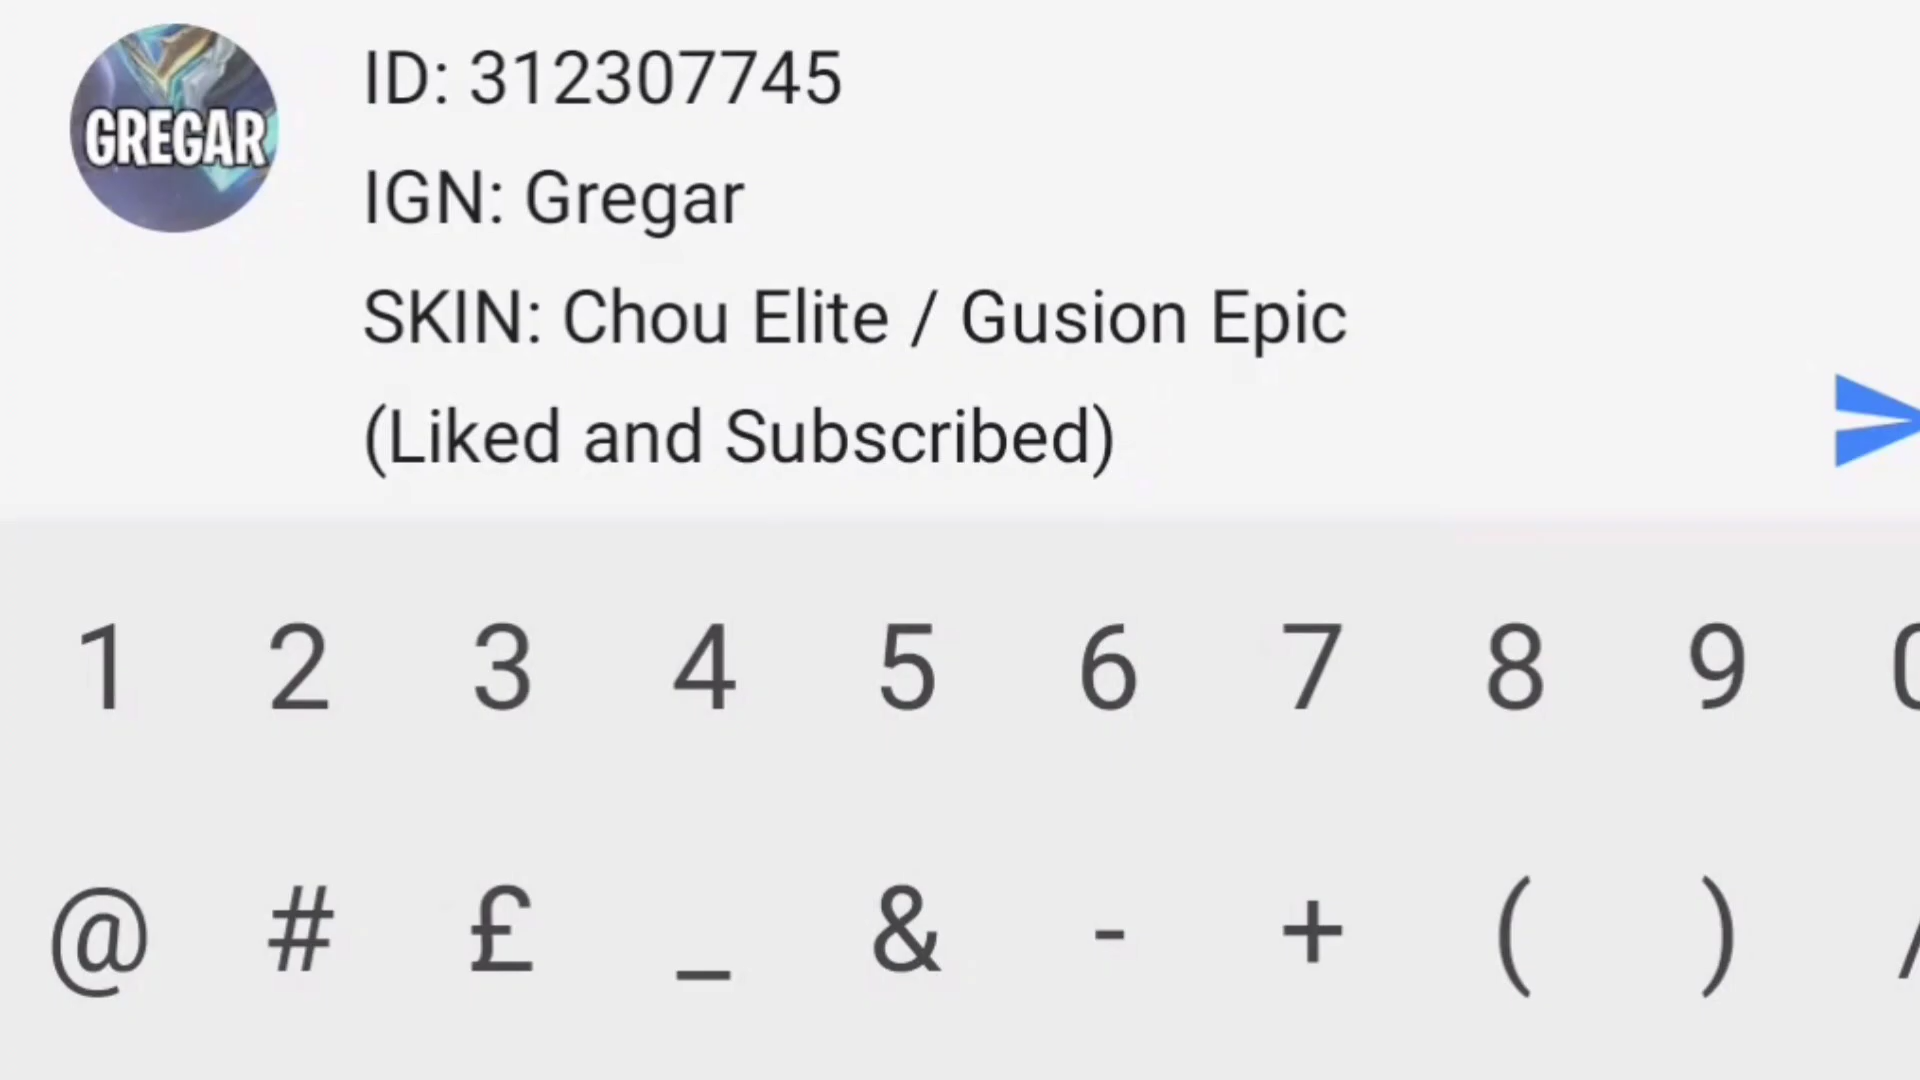 GREGAR
ID: 312307745
IGN: Gregar
SKIN: Chou Elite / Gusion Epic
(Liked and Subscribed)
1 2 3 4 5 6 7 8 9 0
@ # £ _ & - + ( ) /